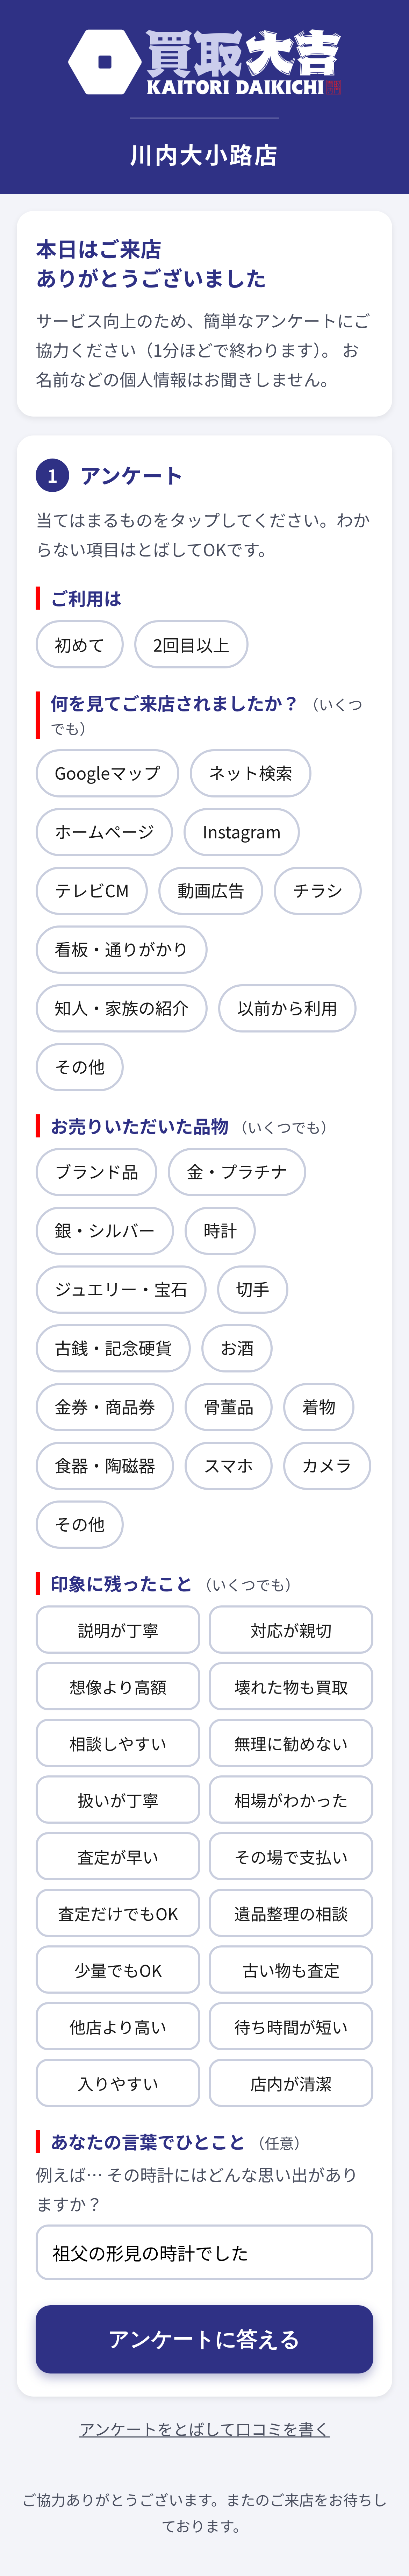 買取大吉
KAITORI DAIKICHI
川内大小路店
本日はご来店
ありがとうございました
サービス向上のため、簡単なアンケートにご
協力ください（1分ほどで終わります）。 お
名前などの個人情報はお聞きしません。
1 アンケート
当てはまるものをタップしてください。わか
らない項目はとばしてOKです。
ご利用は
初めて 2回目以上
何を見てご来店されましたか？ （いくつ
でも）
Googleマップ ネット検索
ホームページ Instagram
テレビCM 動画広告 チラシ
看板・通りがかり
知人・家族の紹介 以前から利用
その他
お売りいただいた品物 （いくつでも）
ブランド品 金・プラチナ
銀・シルバー 時計
ジュエリー・宝石 切手
古銭・記念硬貨 お酒
金券・商品券 骨董品 着物
食器・陶磁器 スマホ カメラ
その他
印象に残ったこと （いくつでも）
説明が丁寧 対応が親切
想像より高額 壊れた物も買取
相談しやすい 無理に勧めない
扱いが丁寧 相場がわかった
査定が早い その場で支払い
査定だけでもOK 遺品整理の相談
少量でもOK 古い物も査定
他店より高い 待ち時間が短い
入りやすい 店内が清潔
あなたの言葉でひとこと （任意）
例えば… その時計にはどんな思い出があり
ますか？
祖父の形見の時計でした
アンケートに答える
アンケートをとばして口コミを書く
ご協力ありがとうございます。またのご来店をお待ちし
ております。